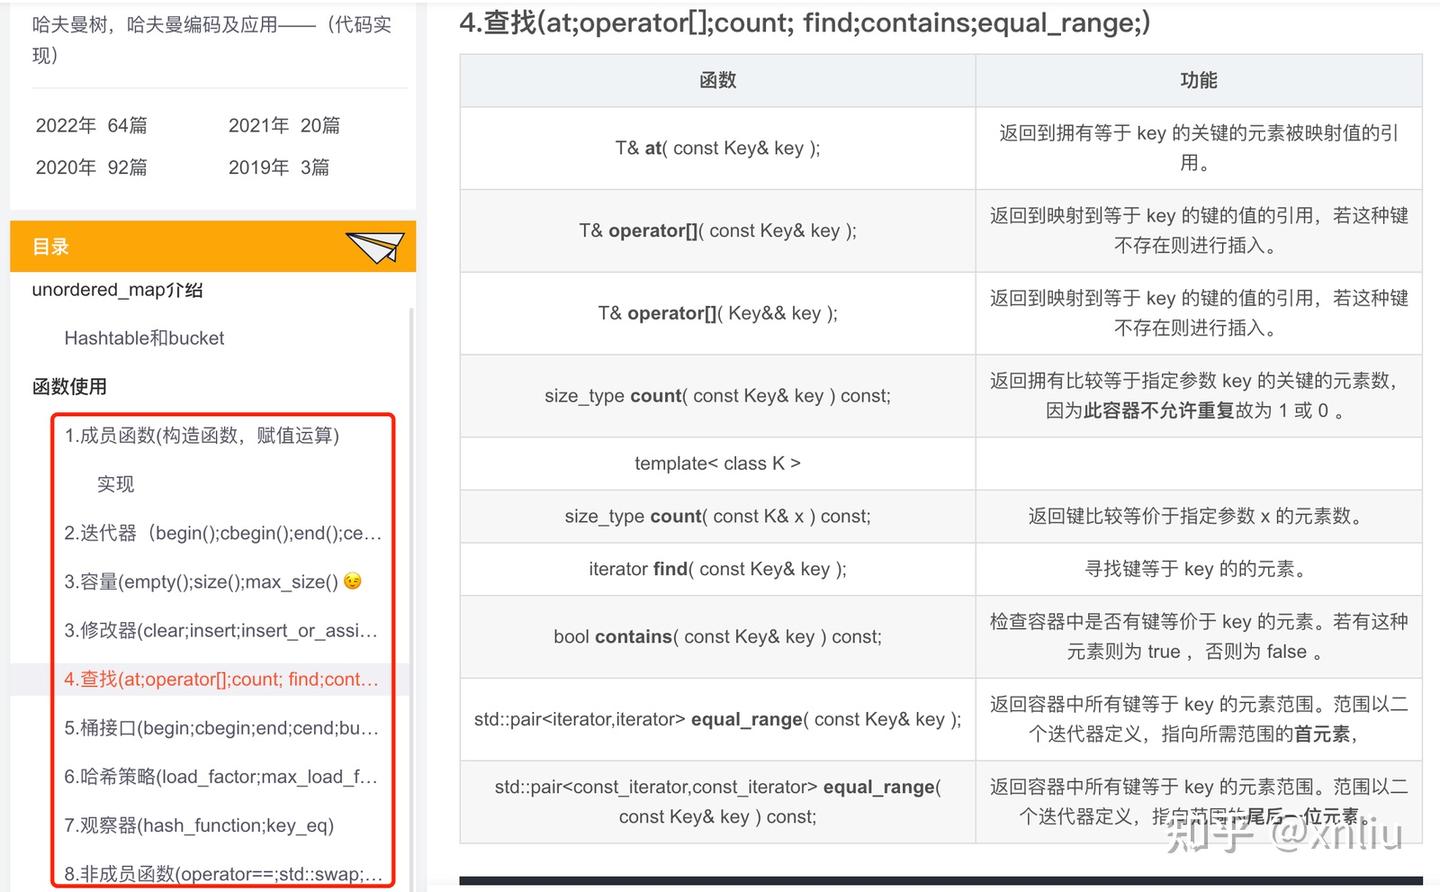 哈夫曼树，哈夫曼编码及应用——（代码实
现）
2022年 64篇
2021年 20篇
2020年 92篇
2019年 3篇
目录
unordered_map介绍
Hashtable和bucket
函数使用
1.成员函数(构造函数，赋值运算)
实现
2.迭代器（begin();cbegin();end();ce...
3.容量(empty();size();max_size() 😉
3.修改器(clear;insert;insert_or_assi...
4.查找(at;operator[];count; find;cont...
5.桶接口(begin;cbegin;end;cend;bu...
6.哈希策略(load_factor;max_load_f...
7.观察器(hash_function;key_eq)
8.非成员函数(operator==;std::swap;...
4.查找(at;operator[];count; find;contains;equal_range;)
函数
功能
T& at( const Key& key );
返回到拥有等于 key 的关键的元素被映射值的引
用。
T& operator[]( const Key& key );
返回到映射到等于 key 的键的值的引用，若这种键
不存在则进行插入。
T& operator[]( Key&& key );
返回到映射到等于 key 的键的值的引用，若这种键
不存在则进行插入。
size_type count( const Key& key ) const;
返回拥有比较等于指定参数 key 的关键的元素数，
因为此容器不允许重复故为 1 或 0 。
template< class K >
size_type count( const K& x ) const;
返回键比较等价于指定参数 x 的元素数。
iterator find( const Key& key );
寻找键等于 key 的的元素。
bool contains( const Key& key ) const;
检查容器中是否有键等价于 key 的元素。若有这种
元素则为 true ，否则为 false 。
std::pair<iterator,iterator> equal_range( const Key& key );
返回容器中所有键等于 key 的元素范围。范围以二
个迭代器定义，指向所需范围的首元素，
std::pair<const_iterator,const_iterator> equal_range(
const Key& key ) const;
返回容器中所有键等于 key 的元素范围。范围以二
个迭代器定义，指向范围的尾后一位元素。
知乎 @xnliu